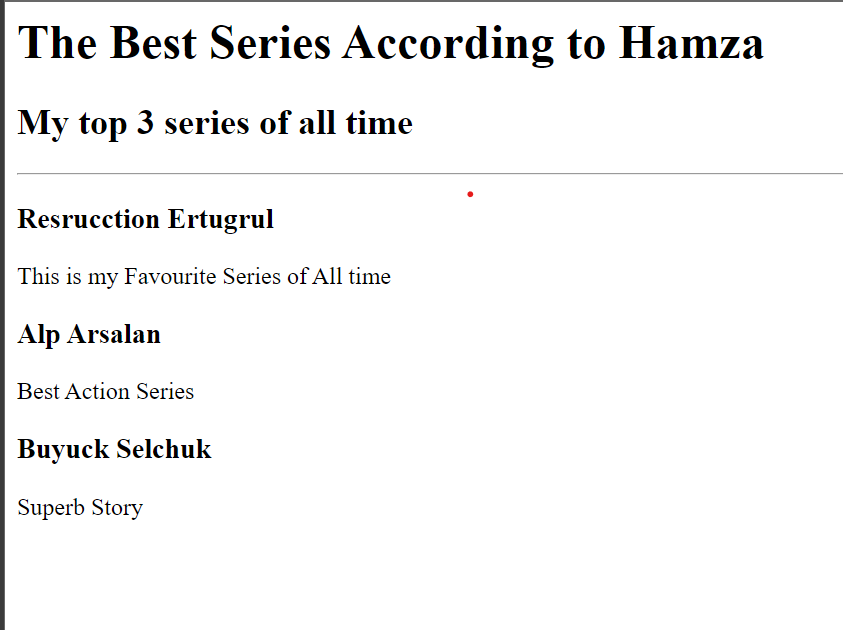 The Best Series According to Hamza
My top 3 series of all time
Resrucction Ertugrul
This is my Favourite Series of All time
Alp Arsalan
Best Action Series
Buyuck Selchuk
Superb Story